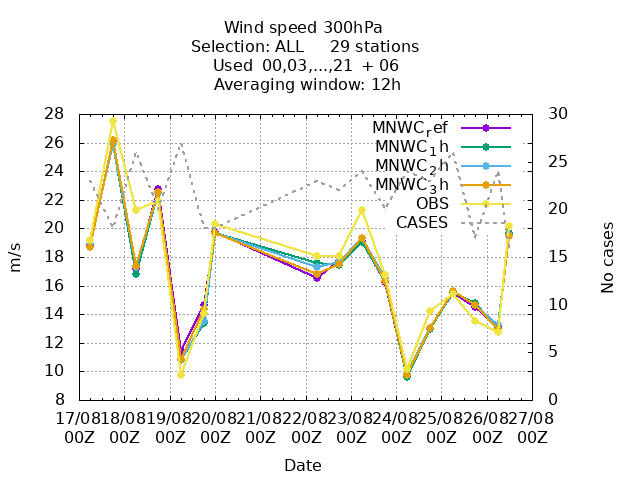 Wind speed 300hPa
Selection: ALL 29 stations
Used 00,03,...,21 + 06
Averaging window: 12h
28
26
24
22
20
18
16
14
12
10
8
m/s
30
25
20
15
10
5
0
No cases
MNWC_ref
MNWC_1h
MNWC_2h
MNWC_3h
OBS
CASES
17/08 18/08 19/08 20/08 21/08 22/08 23/08 24/08 25/08 26/08 27/08
00Z 00Z 00Z 00Z 00Z 00Z 00Z 00Z 00Z 00Z 00Z
Date